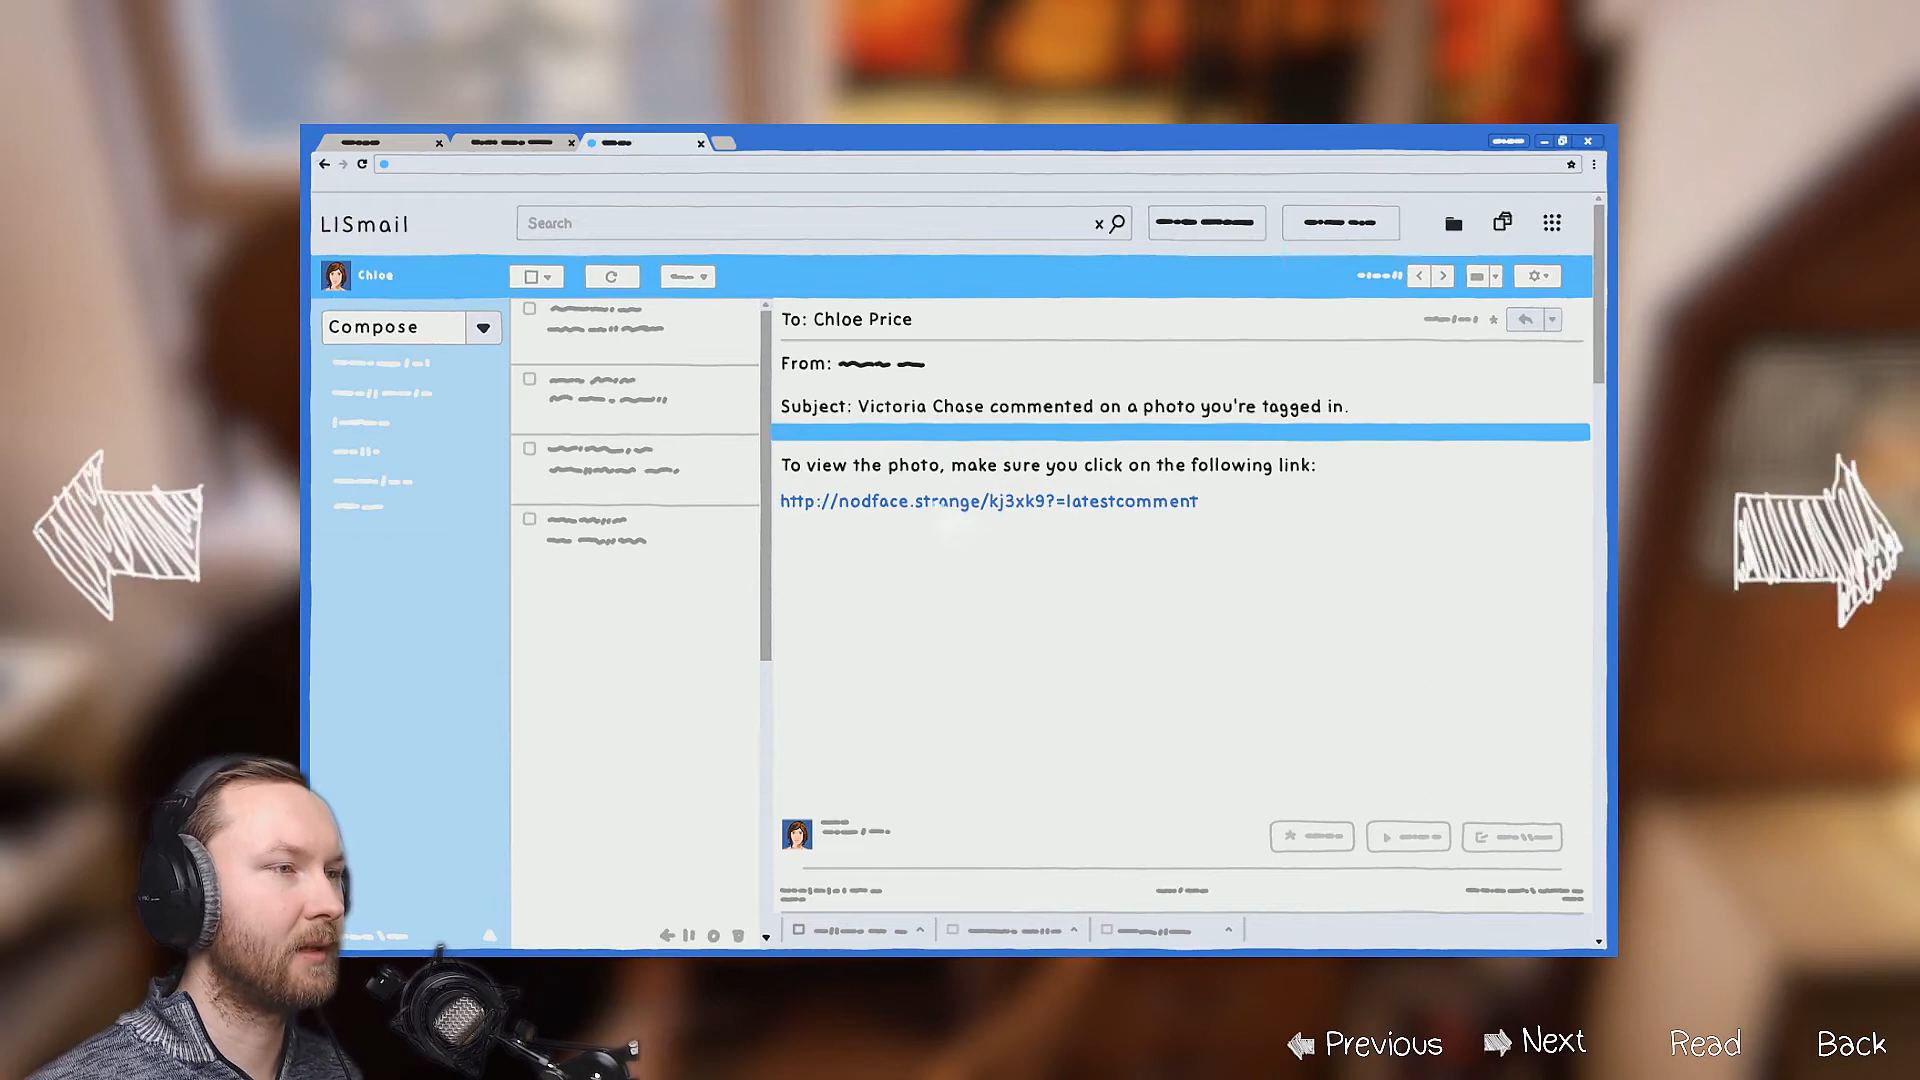 LISmail
Search
Chloe
Compose
To: Chloe Price
From:
Subject: Victoria Chase commented on a photo you're tagged in.
To view the photo, make sure you click on the following link:
http://nodface.strange/kj3xk9?=latestcomment
Previous
Next
Read
Back